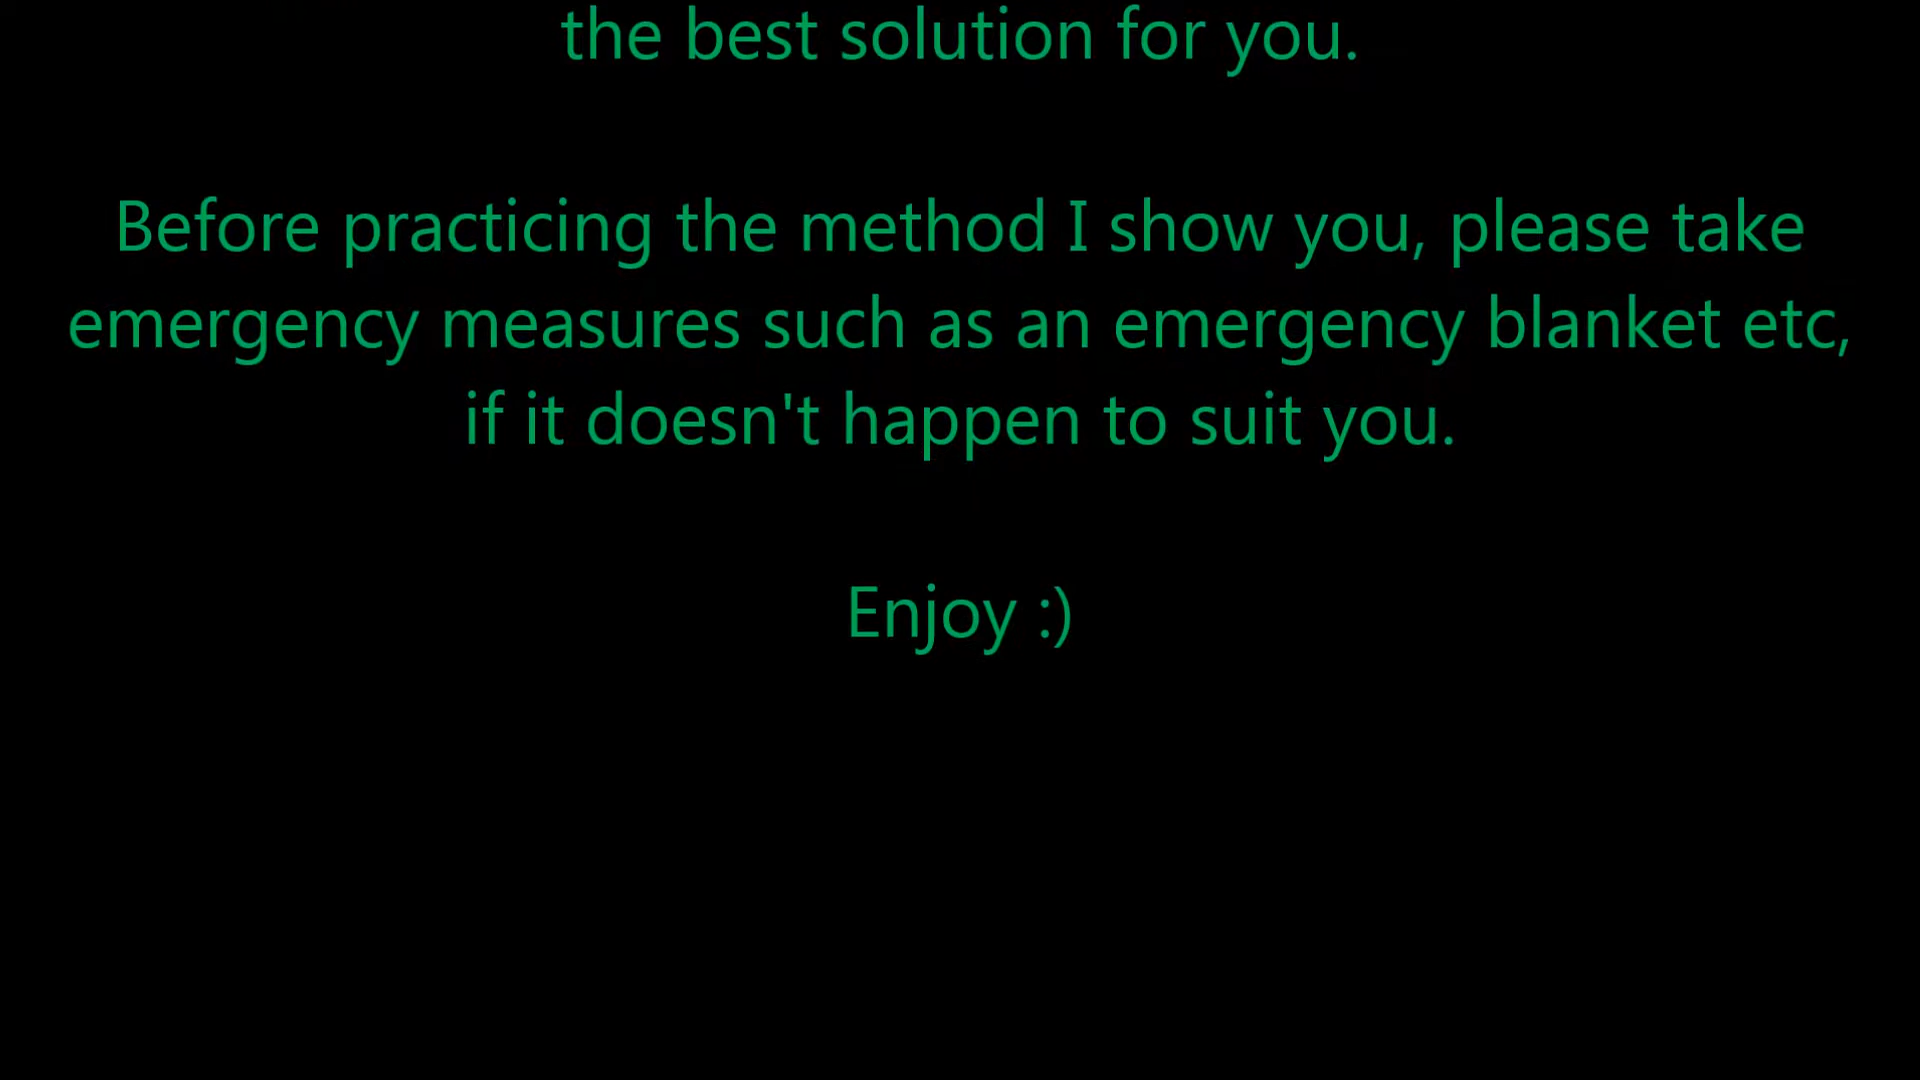 the best solution for you.
Before practicing the method I show you, please take
emergency measures such as an emergency blanket etc,
if it doesn't happen to suit you.
Enjoy :)